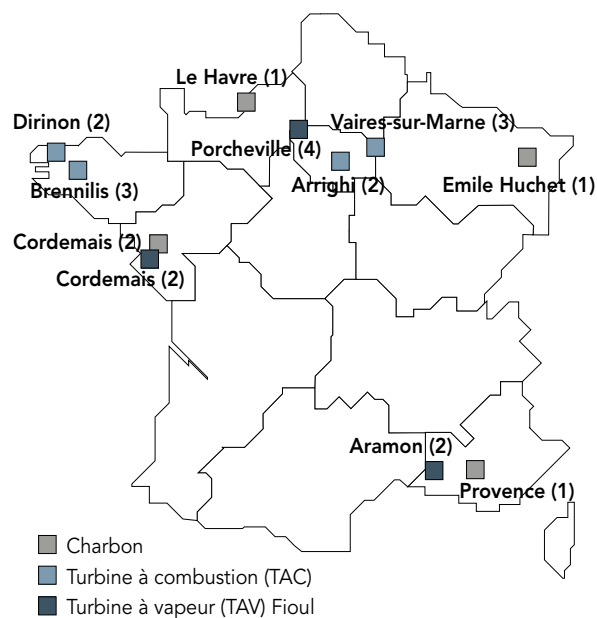 Le Havre (1)
Dirinon (2)
Vaires-sur-Marne (3)
Porcheville (4)
Brennilis (3)
Arrighi (2)
Emile Huchet (1)
Cordemais (2)
Cordemais (2)
Aramon (2)
Provence (1)
Charbon
Turbine à combustion (TAC)
Turbine à vapeur (TAV) Fioul